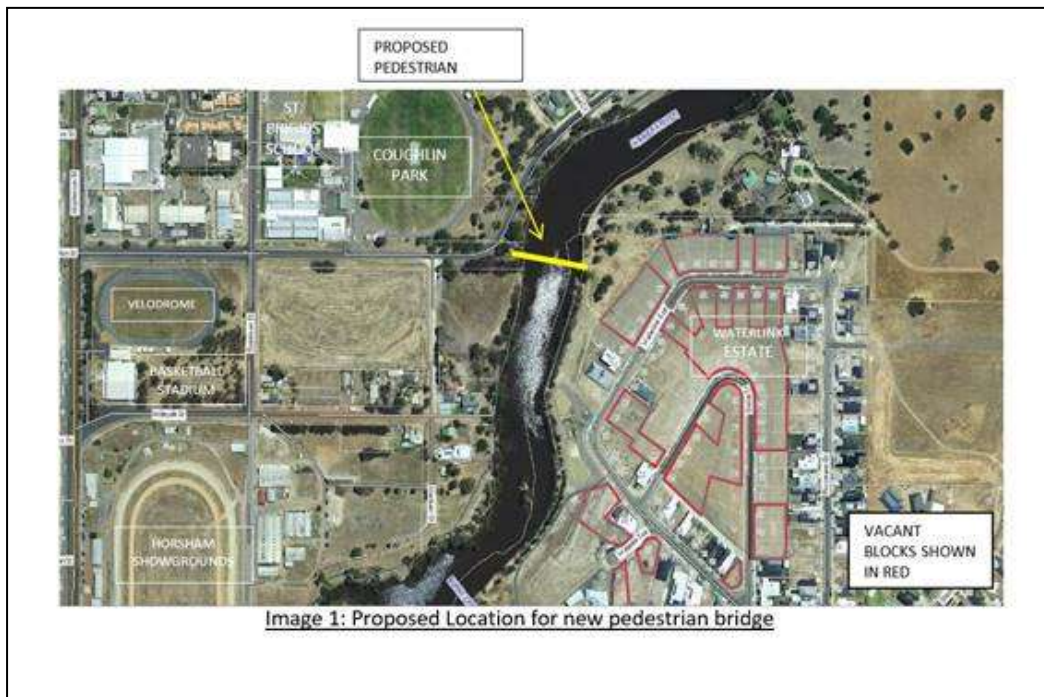 PROPOSED
PEDESTRIAN
ST
BRIGIDS
SCHOOL
COUGHLIN
PARK
VELODROME
BASKETBALL
STADIUM
WATERLINK
ESTATE
HORSHAM
SHOWGROUNDS
VACANT
BLOCKS SHOWN
IN RED
Image 1: Proposed Location for new pedestrian bridge